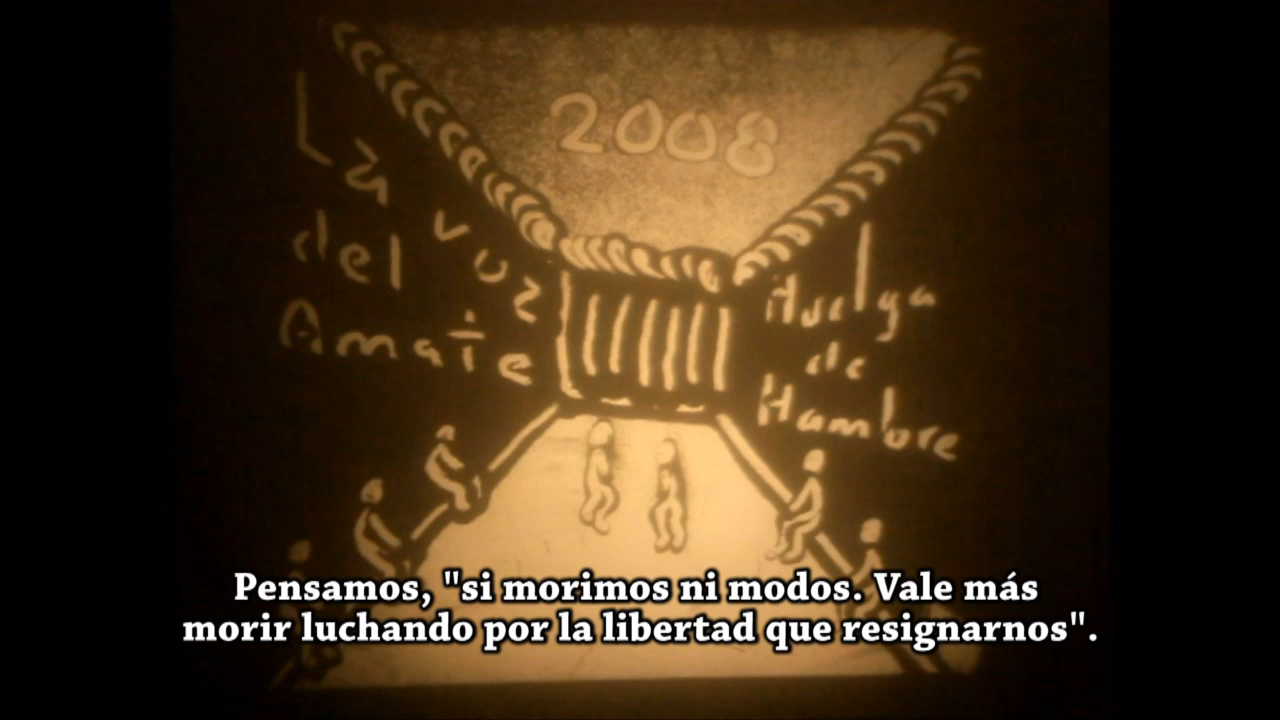 2008
La voz
del
Amate
Huelga
de
Hambre
Pensamos, "si morimos ni modos. Vale más
morir luchando por la libertad que resignarnos".